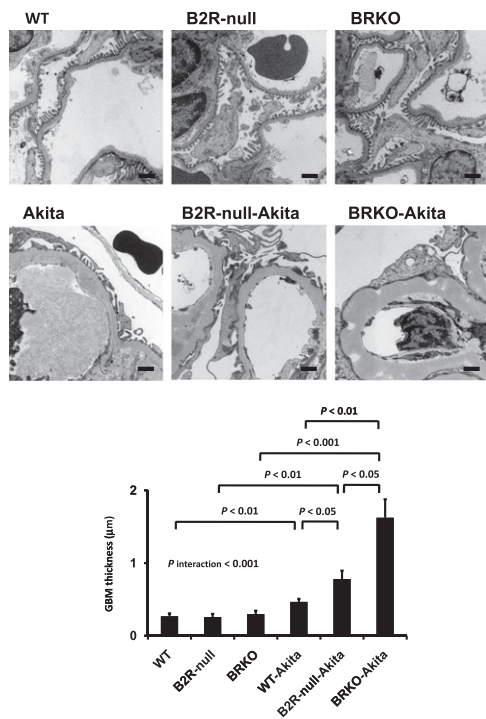 WT B2R-null BRKO
Akita B2R-null-Akita BRKO-Akita
P < 0.01
P < 0.001
P < 0.01 P < 0.05
P < 0.01 P < 0.05
P interaction < 0.001
GBM thickness (μm)
2
1
0
WT B2R-null BRKO WT-Akita B2R-null-Akita BRKO-Akita